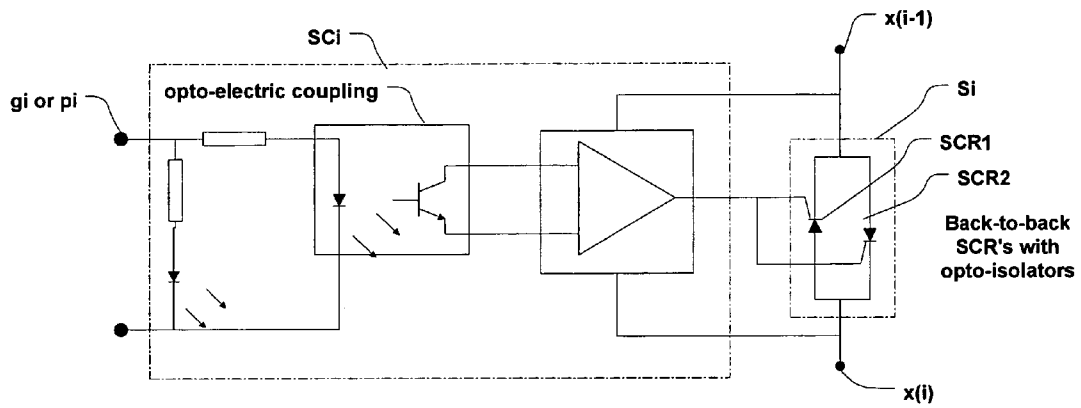 x(i-1)
SCi
Si
gi or pi
opto-electric coupling
SCR1
SCR2
Back-to-back
SCR's with
opto-isolators
x(i)